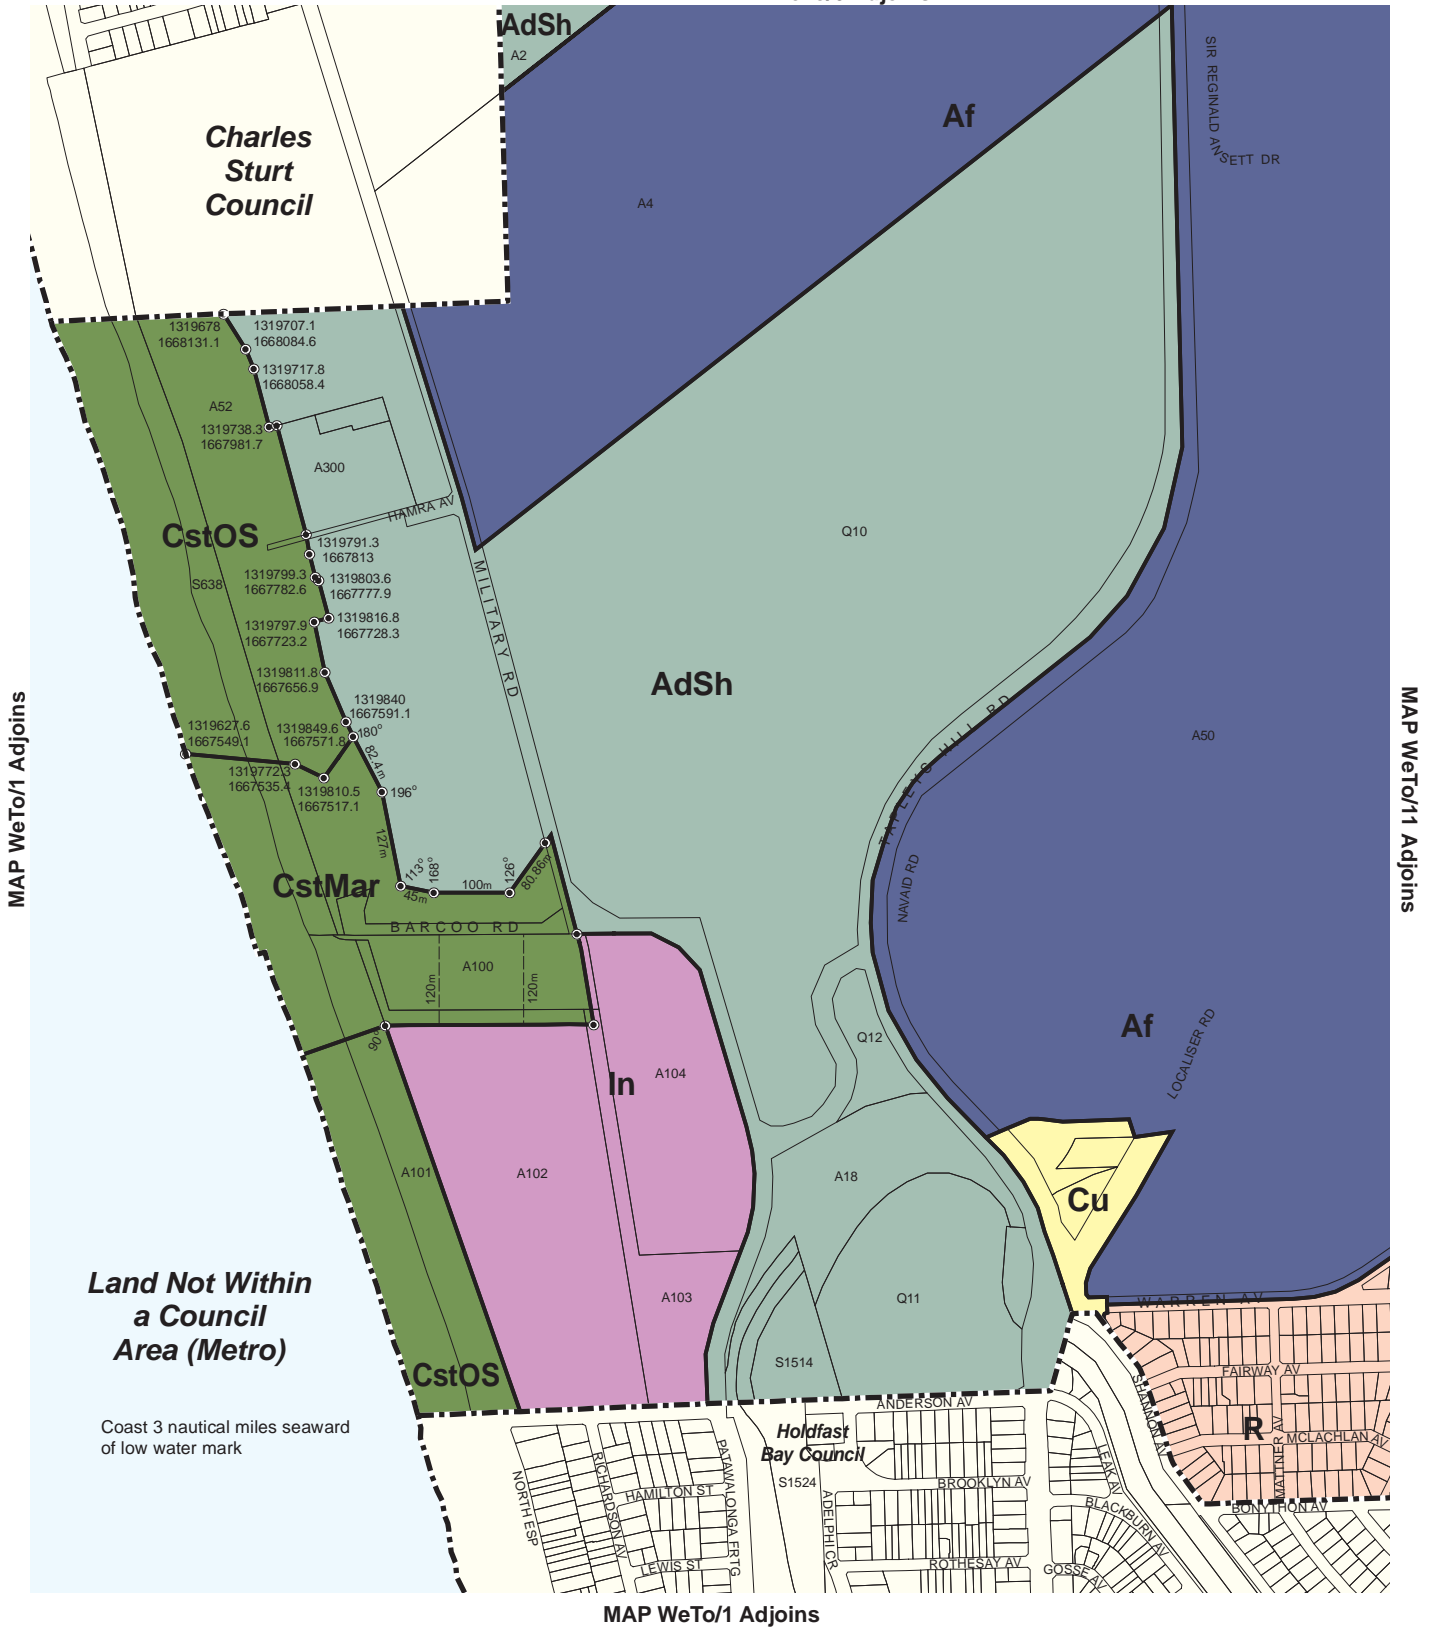 AdSh
A2
SIR REGINALD ANSETT DR
Charles
Sturt
Council
Af
A4
1319678
1668131.1
1319707.1
1668084.6
1319717.8
1668058.4
A52
1319738.3
1667981.7
A300
HAMRA AV
CstOS
Q10
1319791.3
1667813
S638
1319799.3
1667782.6
1319803.6
1667777.9
MILITARY RD
1319797.9
1667723.2
1319816.8
1667728.3
1319811.8
1667656.9
AdSh
1319840
1667591.1
TAPLEYS HILL RD
MAP WeTo/1 Adjoins
MAP WeTo/11 Adjoins
1319627.6
1667549.1
1319849.6
1667571.8
180°
A50
82.4m
1319772.3
1667535.4
1319810.5
1667517.1
196°
127m
113°
168°
126°
80.86m
CstMar
45m
100m
NAVAID RD
BARCOO RD
A100
120m
120m
90°
Q12
Af
LOCALISER RD
In
A104
A101
A102
A18
Cu
Land Not Within
a Council
Area (Metro)
A103
Q11
WARREN AV
S1514
FAIRWAY AV
CstOS
SHANNON AV
ANDERSON AV
R
MATTNER AV
MCLACHLAN AV
Coast 3 nautical miles seaward
of low water mark
Holdfast
Bay Council
S1524
NORTH ESP
RICHARDSON AV
HAMILTON ST
PATAWALONGA FRTG
ADELPHI CR
BROOKLYN AV
LEAK AV
BLACKBURN AV
BONYTHON AV
LEWIS ST
ROTHESAY AV
GOSSE AV
MAP WeTo/1 Adjoins